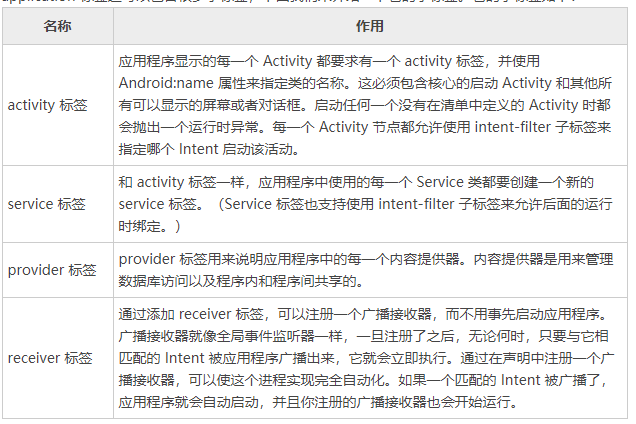 名称 作用
应用程序显示的每一个 Activity 都要求有一个 activity 标签，并使用
Android:name 属性来指定类的名称。这必须包含核心的启动 Activity 和其他所
activity 标签 有可以显示的屏幕或者对话框。启动任何一个没有在清单中定义的 Activity 时都
会抛出一个运行时异常。每一个 Activity 节点都允许使用 intent-filter 子标签来
指定哪个 Intent 启动该活动。
和 activity 标签一样，应用程序中使用的每一个 Service 类都要创建一个新的
service 标签 service 标签。（Service 标签也支持使用 intent-filter 子标签来允许后面的运行
时绑定。）
provider 标签 provider 标签用来说明应用程序中的每一个内容提供器。内容提供器是用来管理
数据库访问以及程序内和程序间共享的。
通过添加 receiver 标签，可以注册一个广播接收器，而不用事先启动应用程序。
广播接收器就像全局事件监听器一样，一旦注册了之后，无论何时，只要与它相
receiver 标签 匹配的 Intent 被应用程序广播出来，它就会立即执行。通过在声明中注册一个广
播接收器，可以使这个进程实现完全自动化。如果一个匹配的 Intent 被广播了，
应用程序就会自动启动，并且你注册的广播接收器也会开始运行。